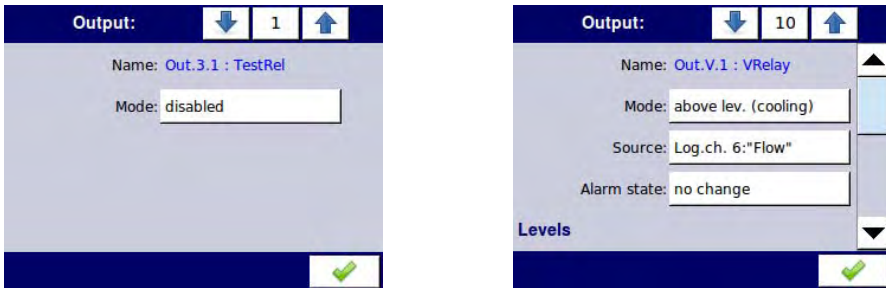 Output: 1
Name: Out.3.1 : TestRel
Mode: disabled
Output: 10
Name: Out.V.1 : VRelay
Mode: above lev. (cooling)
Source: Log.ch. 6:"Flow"
Alarm state: no change
Levels